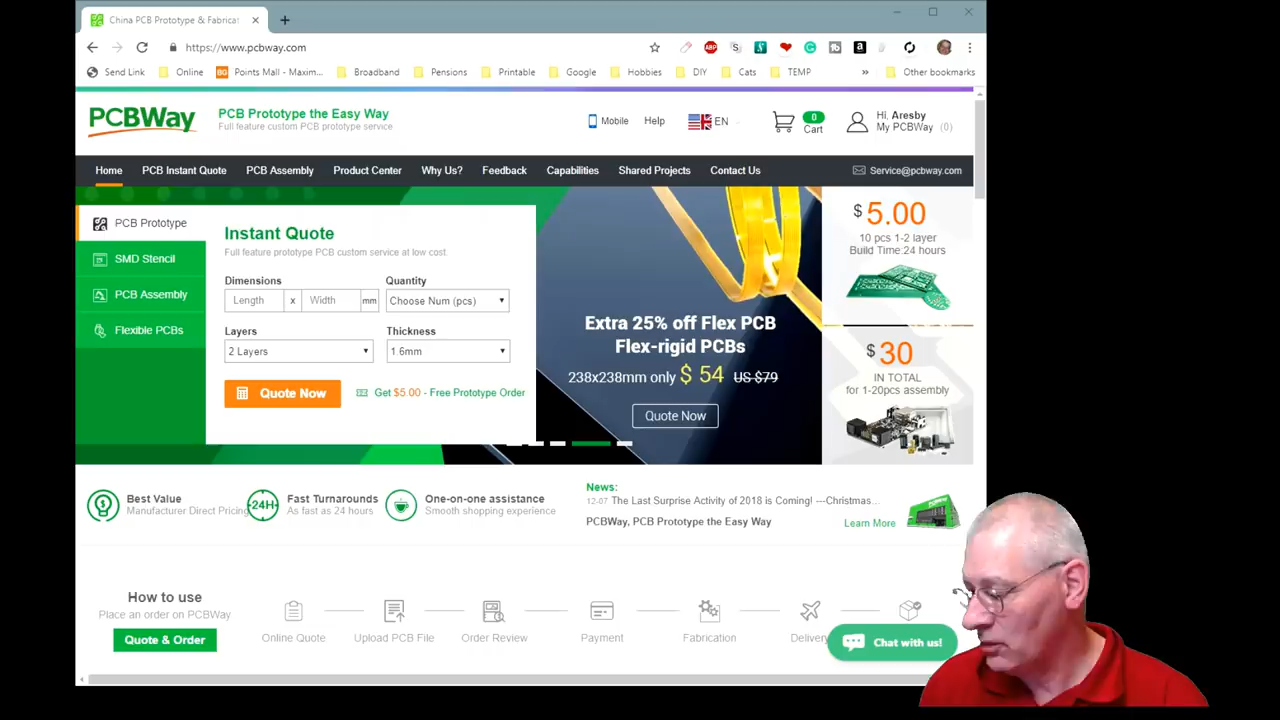 China PCB Prototype & Fabrica
https://www.pcbway.com
ABP
Send Link Online BG Points Mall - Maxim... Broadband Pensions Printable Google Hobbies DIY Cats TEMP » Other bookmarks
PCBWay
PCB Prototype the Easy Way
Full feature custom PCB prototype service
Mobile Help EN
0
Cart
Hi, Aresby
My PCBWay (0)
Home PCB Instant Quote PCB Assembly Product Center Why Us? Feedback Capabilities Shared Projects Contact Us Service@pcbway.com
PCB Prototype
SMD Stencil
PCB Assembly
Flexible PCBs
Instant Quote
Full feature prototype PCB custom service at low cost.
Dimensions Quantity
Length x Width mm Choose Num (pcs)
Layers Thickness
2 Layers 1.6mm
Quote Now Get $5.00 - Free Prototype Order
Extra 25% off Flex PCB
Flex-rigid PCBs
238x238mm only $ 54 US $79
Quote Now
$ 5.00
10 pcs 1-2 layer
Build Time:24 hours
$ 30
IN TOTAL
for 1-20pcs assembly
Best Value
Manufacturer Direct Pricing
24H
Fast Turnarounds
As fast as 24 hours
One-on-one assistance
Smooth shopping experience
News:
12-07 The Last Surprise Activity of 2018 is Coming! ---Christmas...
PCBWay, PCB Prototype the Easy Way
Learn More
How to use
Place an order on PCBWay
Quote & Order
Online Quote Upload PCB File Order Review Payment Fabrication Delivery
Chat with us!